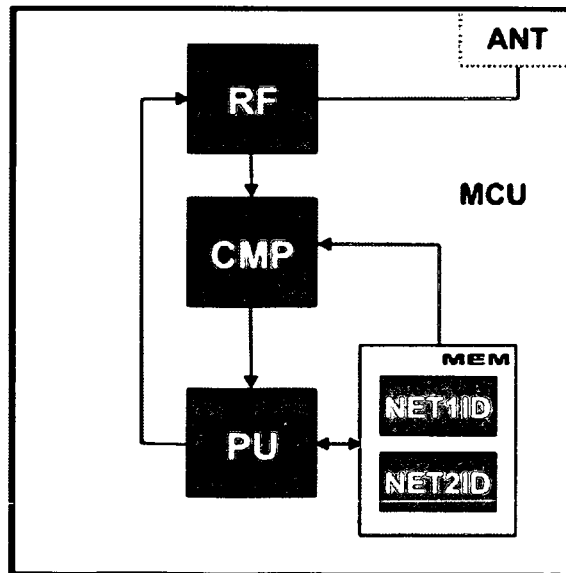 ANT
RF
MCU
CMP
MEM
NET1ID
PU
NET2ID